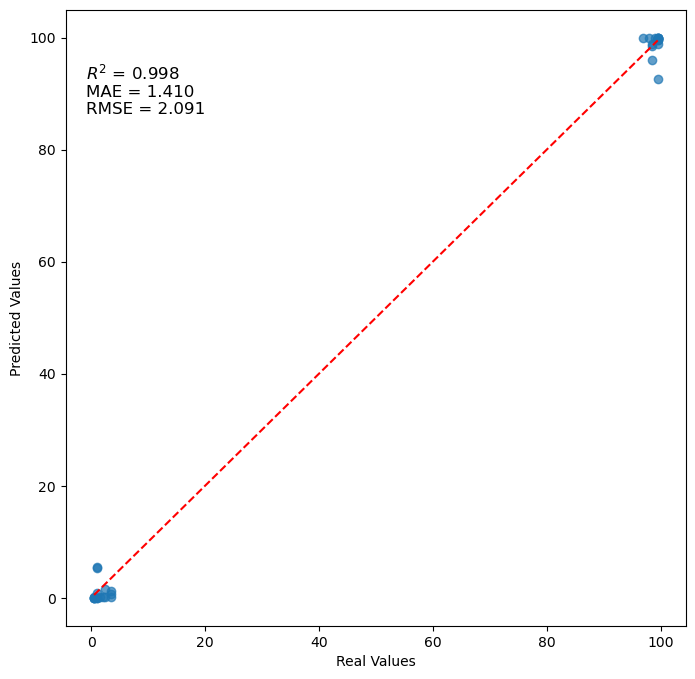 100
80
60
40
20
0
R² = 0.998
MAE = 1.410
RMSE = 2.091
Predicted Values
0 20 40 60 80 100
Real Values